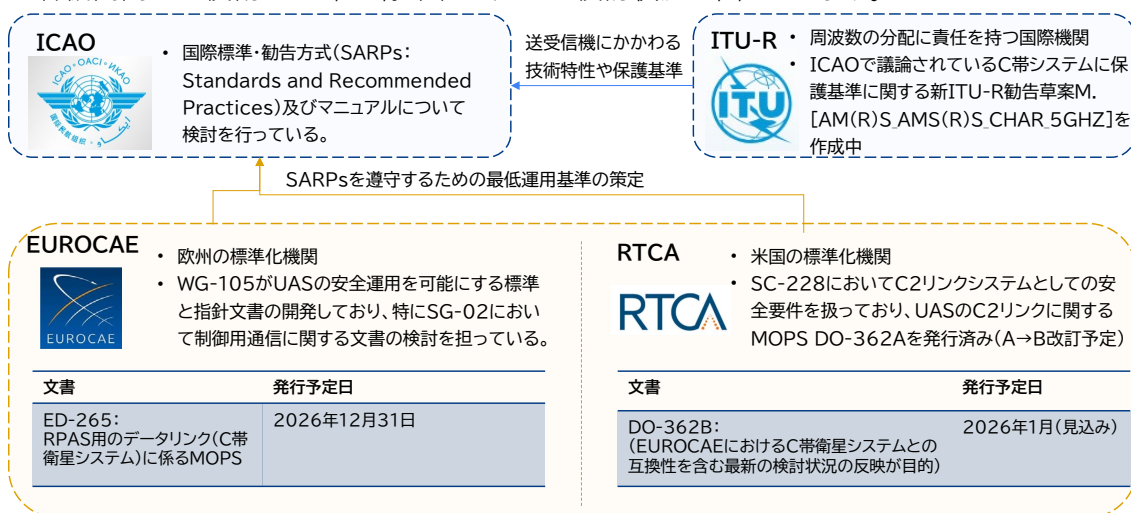 ICAO
ICAO・OACI・ИКАО
• 国際標準・勧告方式(SARPs：
Standards and Recommended
Practices)及びマニュアルについて
検討を行っている。
送受信機にかかわる
技術特性や保護基準
ITU-R
ITU
• 周波数の分配に責任を持つ国際機関
• ICAOで議論されているC帯システムに保
護基準に関する新ITU-R勧告草案M.
[AM(R)S_AMS(R)S_CHAR_5GHZ]を
作成中
SARPsを遵守するための最低運用基準の策定
EUROCAE
EUROCAE
• 欧州の標準化機関
• WG-105がUASの安全運用を可能にする標準
と指針文書の開発しており、特にSG-02におい
て制御用通信に関する文書の検討を担っている。
文書 発行予定日
ED-265： 2026年12月31日
RPAS用のデータリンク(C帯
衛星システム)に係るMOPS
RTCA
RTCA
• 米国の標準化機関
• SC-228においてC2リンクシステムとしての安
全要件を扱っており、UASのC2リンクに関する
MOPS DO-362Aを発行済み(A→B改訂予定)
文書 発行予定日
DO-362B： 2026年1月(見込み)
(EUROCAEにおけるC帯衛星システムとの
互換性を含む最新の検討状況の反映が目的)